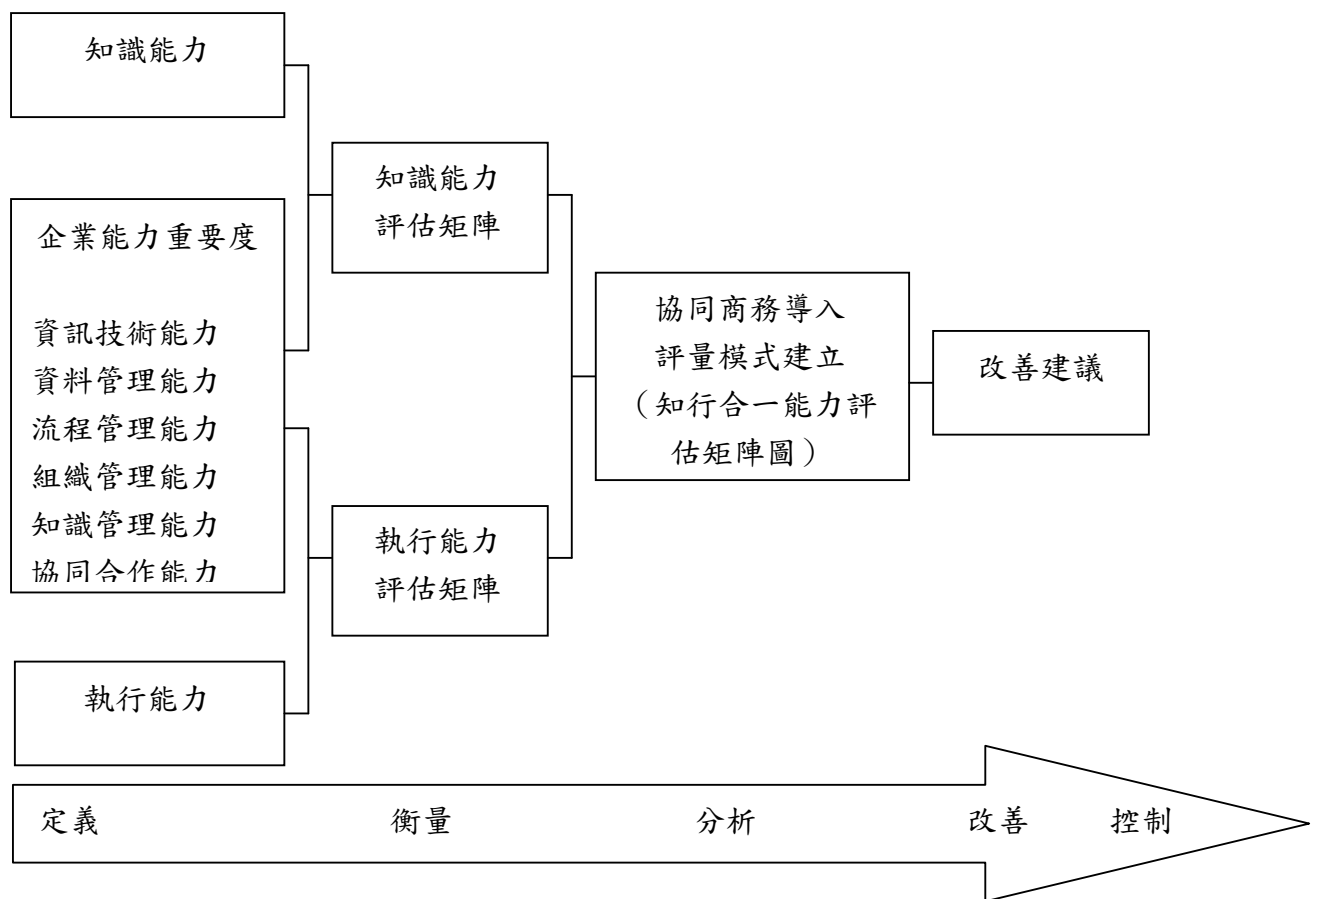 知識能力
企業能力重要度
資訊技術能力
資料管理能力
流程管理能力
組織管理能力
知識管理能力
協同合作能力
執行能力
知識能力
評估矩陣
執行能力
評估矩陣
協同商務導入
評量模式建立
（知行合一能力評
估矩陣圖）
改善建議
定義 衡量 分析 改善 控制